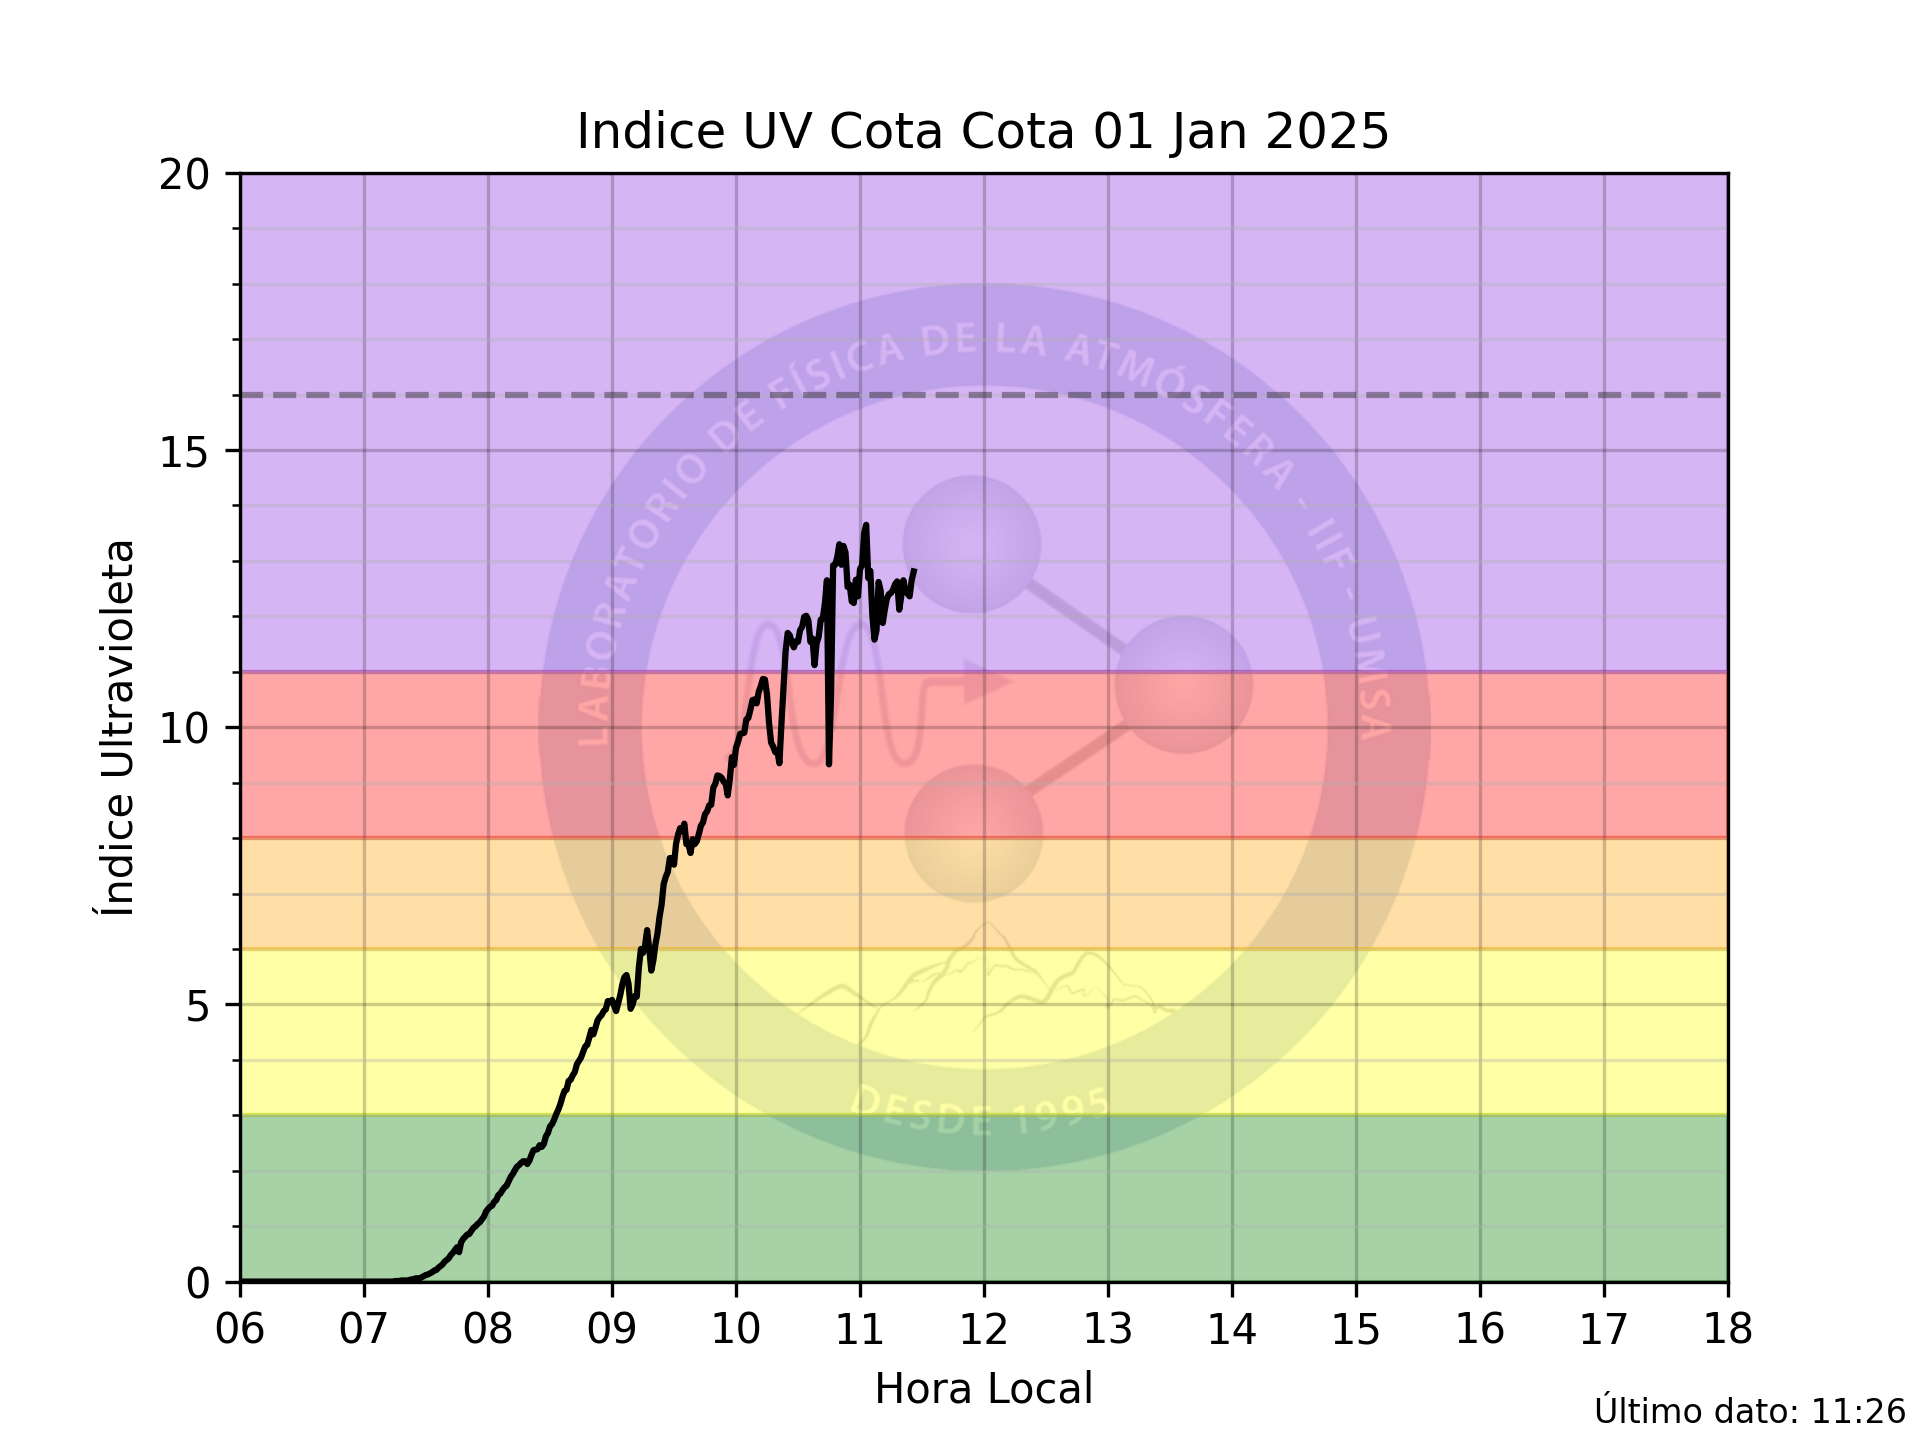 Indice UV Cota Cota 01 Jan 2025
20
15
10
5
0
Índice Ultravioleta
LABORATORIO DE FÍSICA DE LA ATMÓSFERA - IIF - UMSA
DESDE 1995
06 07 08 09 10 11 12 13 14 15 16 17 18
Hora Local
Último dato: 11:26